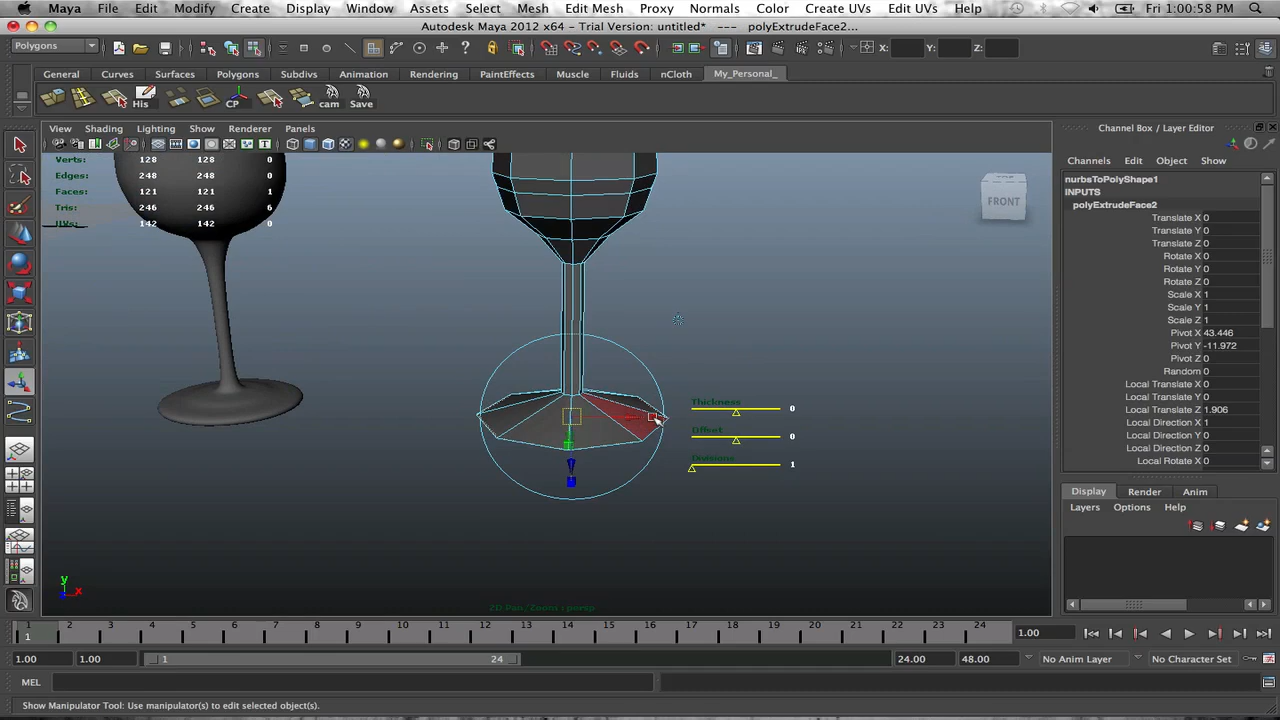 Maya File Edit Modify Create Display Window Assets Select Mesh Edit Mesh Proxy Normals Color Create UVs Edit UVs Help Fri 1:00:58 PM
Autodesk Maya 2012 x64 - Trial Version: untitled* --- polyExtrudeFace2...
Polygons X: Y: Z:
General Curves Surfaces Polygons Subdivs Animation Rendering PaintEffects Muscle Fluids nCloth My_Personal_
His CP cam Save
View Shading Lighting Show Renderer Panels
Verts: 128 128 0
Edges: 248 248 0
Faces: 121 121 1
Tris: 246 246 6
UVs: 142 142 0
FRONT
Thickness 0
Offset 0
Divisions 1
y
x
2D Pan/Zoom : persp
Channel Box / Layer Editor
Channels Edit Object Show
nurbsToPolyShape1
INPUTS
polyExtrudeFace2
Translate X 0
Translate Y 0
Translate Z 0
Rotate X 0
Rotate Y 0
Rotate Z 0
Scale X 1
Scale Y 1
Scale Z 1
Pivot X 43.446
Pivot Y -11.972
Pivot Z 0
Random 0
Local Translate X 0
Local Translate Y 0
Local Translate Z 1.906
Local Direction X 1
Local Direction Y 0
Local Direction Z 0
Local Rotate X 0
Display Render Anim
Layers Options Help
1 2 3 4 5 6 7 8 9 10 11 12 13 14 15 16 17 18 19 20 21 22 23 24
1 1.00
1.00 1.00 1 24 24.00 48.00 No Anim Layer No Character Set
MEL
Show Manipulator Tool: Use manipulator(s) to edit selected object(s).